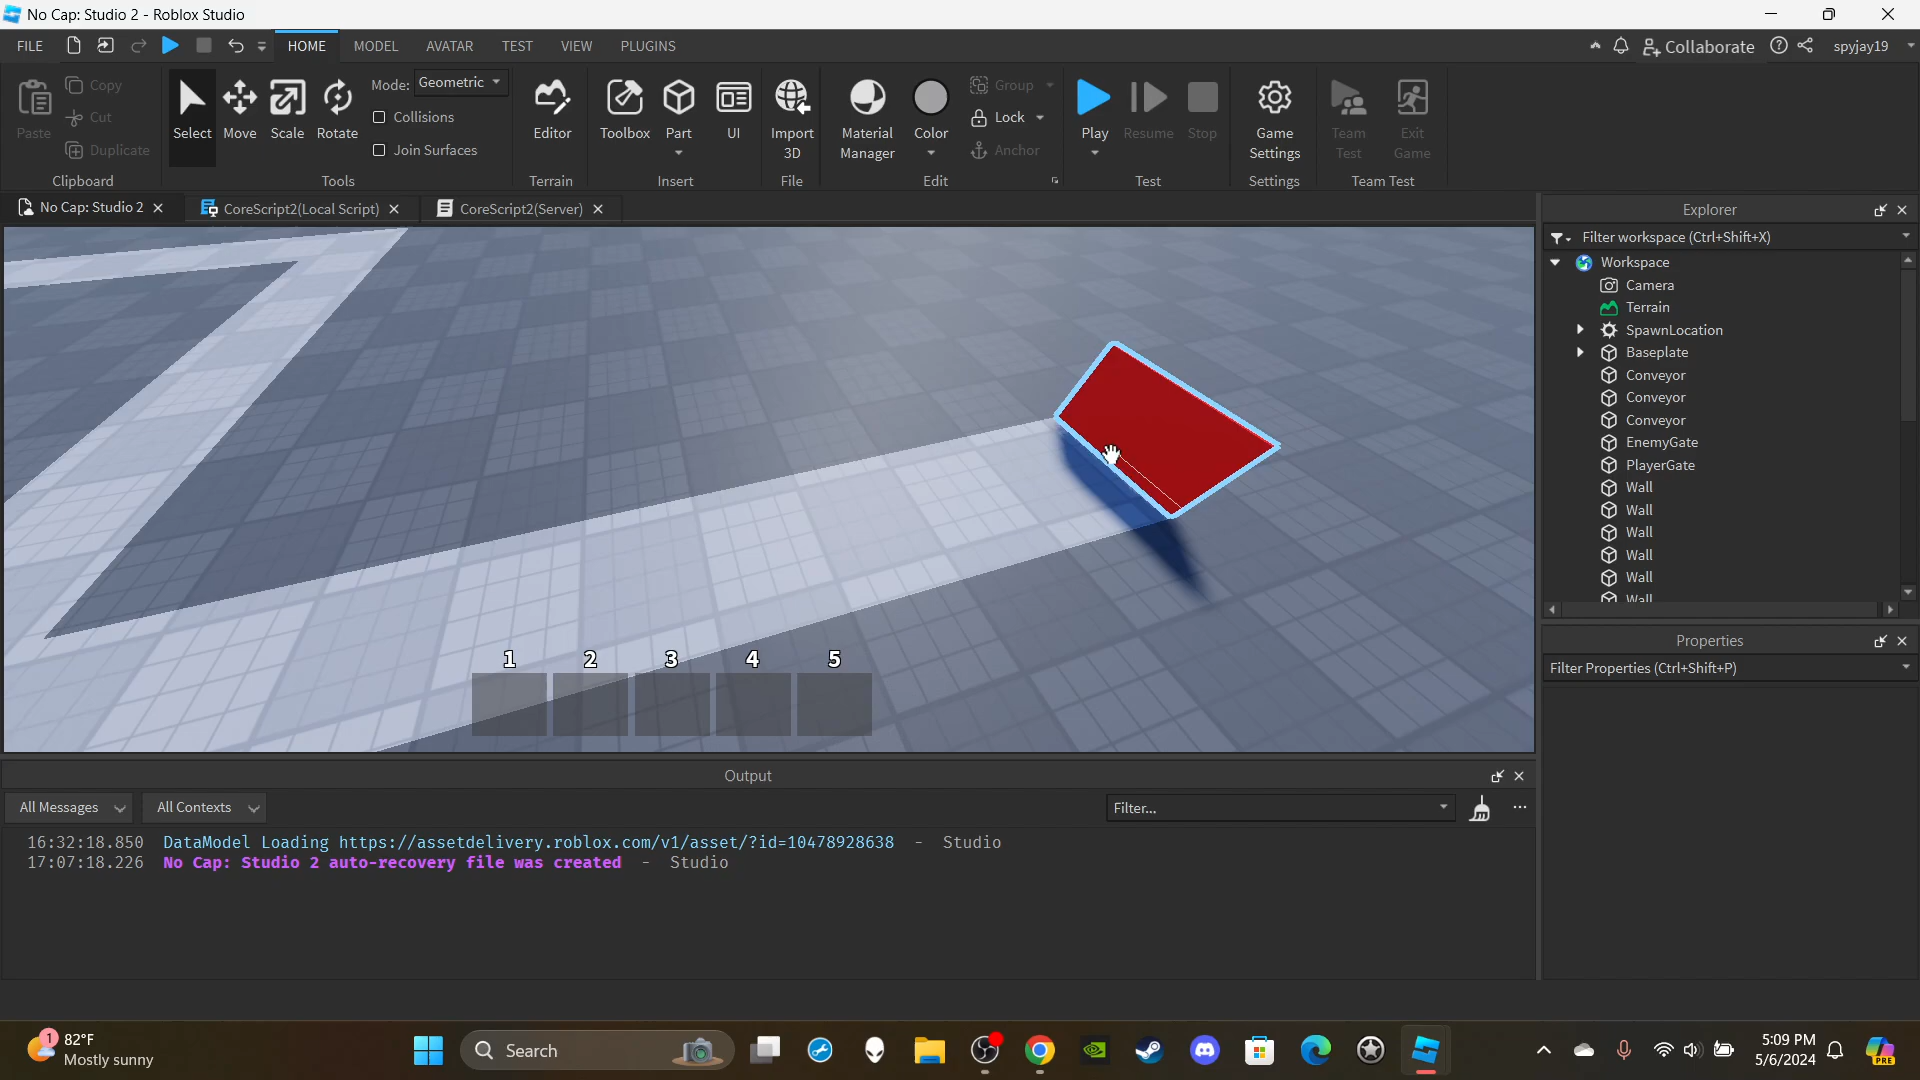 No Cap: Studio 2 - Roblox Studio
FILE HOME MODEL AVATAR TEST VIEW PLUGINS Collaborate spyjay19
Paste Copy Cut Duplicate
Clipboard
Select Move Scale Rotate
Mode: Geometric
Collisions
Join Surfaces
Tools
Editor
Terrain
Toolbox Part UI
Insert
Import 3D
File
Material Manager
Color
Group
Lock
Anchor
Edit
Play Resume Stop
Test
Game Settings
Settings
Team Test
Exit Game
Team Test
No Cap: Studio 2 CoreScript2(Local Script) CoreScript2(Server)
1 2 3 4 5
Explorer
Filter workspace (Ctrl+Shift+X)
Workspace
Camera
Terrain
SpawnLocation
Baseplate
Conveyor
Conveyor
Conveyor
EnemyGate
PlayerGate
Wall
Wall
Wall
Wall
Wall
Wall
Properties
Filter Properties (Ctrl+Shift+P)
Output
All Messages All Contexts Filter...
16:32:18.850 DataModel Loading https://assetdelivery.roblox.com/v1/asset/?id=10478928638 - Studio
17:07:18.226 No Cap: Studio 2 auto-recovery file was created - Studio
1
82°F
Mostly sunny
Search
5:09 PM
5/6/2024
PRE